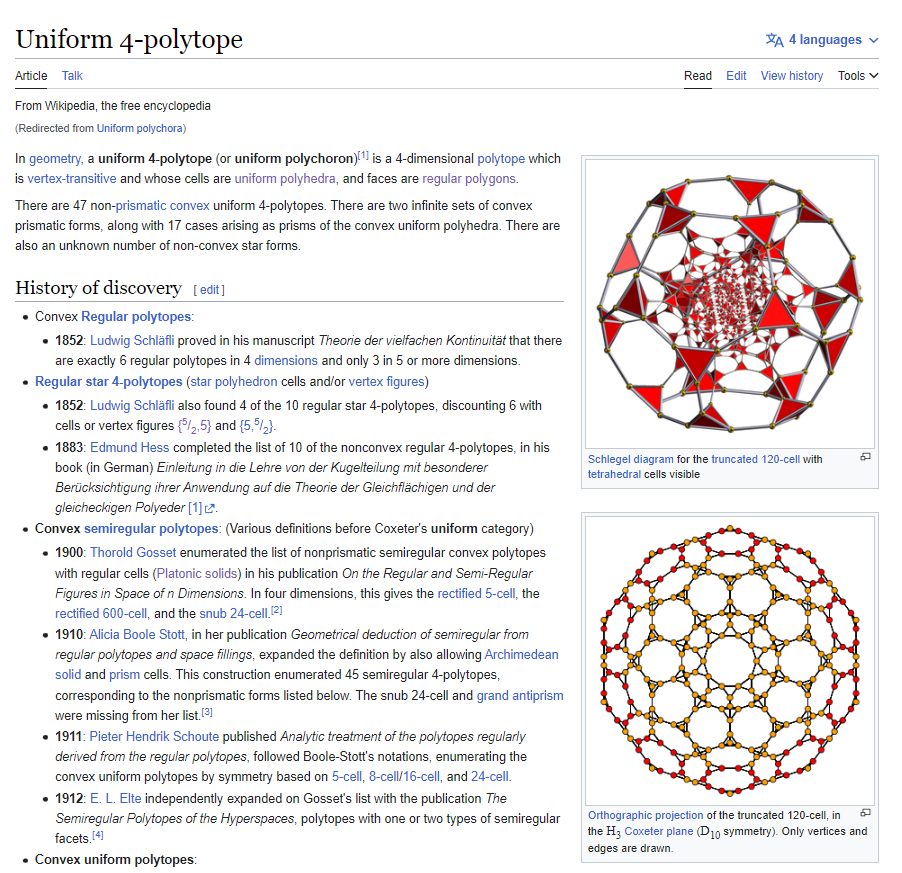 Uniform 4-polytope
4 languages
Article Talk
Read Edit View history Tools
From Wikipedia, the free encyclopedia
(Redirected from Uniform polychora)
In geometry, a uniform 4-polytope (or uniform polychoron)[1] is a 4-dimensional polytope which
is vertex-transitive and whose cells are uniform polyhedra, and faces are regular polygons.
There are 47 non-prismatic convex uniform 4-polytopes. There are two infinite sets of convex
prismatic forms, along with 17 cases arising as prisms of the convex uniform polyhedra. There are
also an unknown number of non-convex star forms.
History of discovery [ edit ]
• Convex Regular polytopes:
• 1852: Ludwig Schläfli proved in his manuscript Theorie der vielfachen Kontinuität that there
are exactly 6 regular polytopes in 4 dimensions and only 3 in 5 or more dimensions.
• Regular star 4-polytopes (star polyhedron cells and/or vertex figures)
• 1852: Ludwig Schläfli also found 4 of the 10 regular star 4-polytopes, discounting 6 with
cells or vertex figures {5/2,5} and {5,5/2}.
• 1883: Edmund Hess completed the list of 10 of the nonconvex regular 4-polytopes, in his
book (in German) Einleitung in die Lehre von der Kugelteilung mit besonderer
Berücksichtigung ihrer Anwendung auf die Theorie der Gleichflächigen und der
gleicheckigen Polyeder [1].
• Convex semiregular polytopes: (Various definitions before Coxeter's uniform category)
• 1900: Thorold Gosset enumerated the list of nonprismatic semiregular convex polytopes
with regular cells (Platonic solids) in his publication On the Regular and Semi-Regular
Figures in Space of n Dimensions. In four dimensions, this gives the rectified 5-cell, the
rectified 600-cell, and the snub 24-cell.[2]
• 1910: Alicia Boole Stott, in her publication Geometrical deduction of semiregular from
regular polytopes and space fillings, expanded the definition by also allowing Archimedean
solid and prism cells. This construction enumerated 45 semiregular 4-polytopes,
corresponding to the nonprismatic forms listed below. The snub 24-cell and grand antiprism
were missing from her list.[3]
• 1911: Pieter Hendrik Schoute published Analytic treatment of the polytopes regularly
derived from the regular polytopes, followed Boole-Stott's notations, enumerating the
convex uniform polytopes by symmetry based on 5-cell, 8-cell/16-cell, and 24-cell.
• 1912: E. L. Elte independently expanded on Gosset's list with the publication The
Semiregular Polytopes of the Hyperspaces, polytopes with one or two types of semiregular
facets.[4]
• Convex uniform polytopes:
Schlegel diagram for the truncated 120-cell with
tetrahedral cells visible
Orthographic projection of the truncated 120-cell, in
the H3 Coxeter plane (D10 symmetry). Only vertices and
edges are drawn.